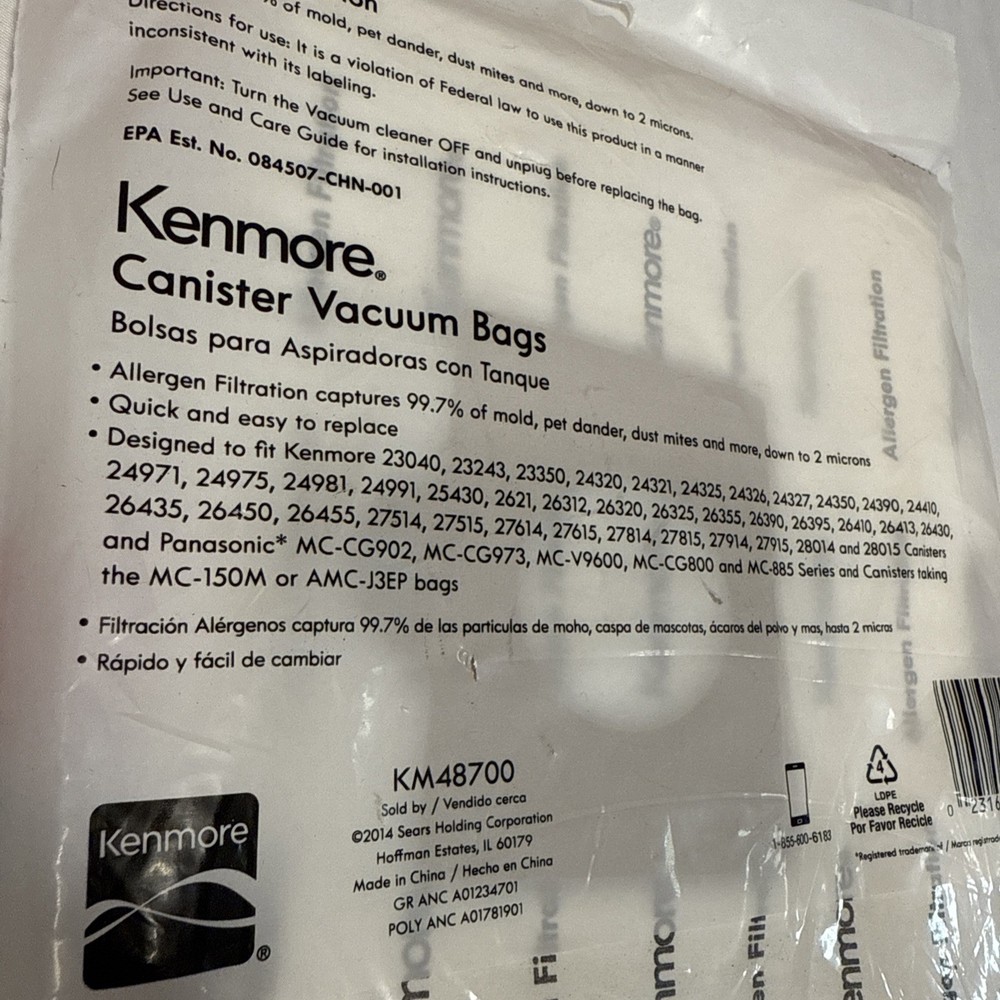 of mold, pet dander, dust mites and more, down to 2 microns.
Directions for use: It is a violation of Federal law to use this product in a manner
inconsistent with its labeling.
Important: Turn the Vacuum cleaner OFF and unplug before replacing the bag.
See Use and Care Guide for installation instructions.
EPA Est. No. 084507-CHN-001
Kenmore®
Canister Vacuum Bags
Bolsas para Aspiradoras con Tanque
• Allergen Filtration captures 99.7% of mold, pet dander, dust mites and more, down to 2 microns
• Quick and easy to replace
• Designed to fit Kenmore 23040, 23243, 23350, 24320, 24321, 24325, 24326, 24327, 24350, 24390, 24410,
24971, 24975, 24981, 24991, 25430, 2621, 26312, 26320, 26325, 26355, 26390, 26395, 26410, 26413, 26430,
26435, 26450, 26455, 27514, 27515, 27614, 27615, 27814, 27815, 27914, 27915, 28014 and 28015 Canisters
and Panasonic* MC-CG902, MC-CG973, MC-V9600, MC-CG800 and MC-885 Series and Canisters taking
the MC-150M or AMC-J3EP bags
• Filtración Alérgenos captura 99.7% de las particulas de moho, caspa de mascotas, ácaros del polvo y mas, hasta 2 micras
• Rápido y fácil de cambiar
KM48700
Sold by / Vendido cerca
©2014 Sears Holding Corporation
Hoffman Estates, IL 60179
Made in China / Hecho en China
GR ANC A01234701
POLY ANC A01781901
Kenmore
®
1-855-600-6183
4
LDPE
Please Recycle
Por Favor Recicle
*Registered trademark / Marcas
0 2316
Allergen Filtration